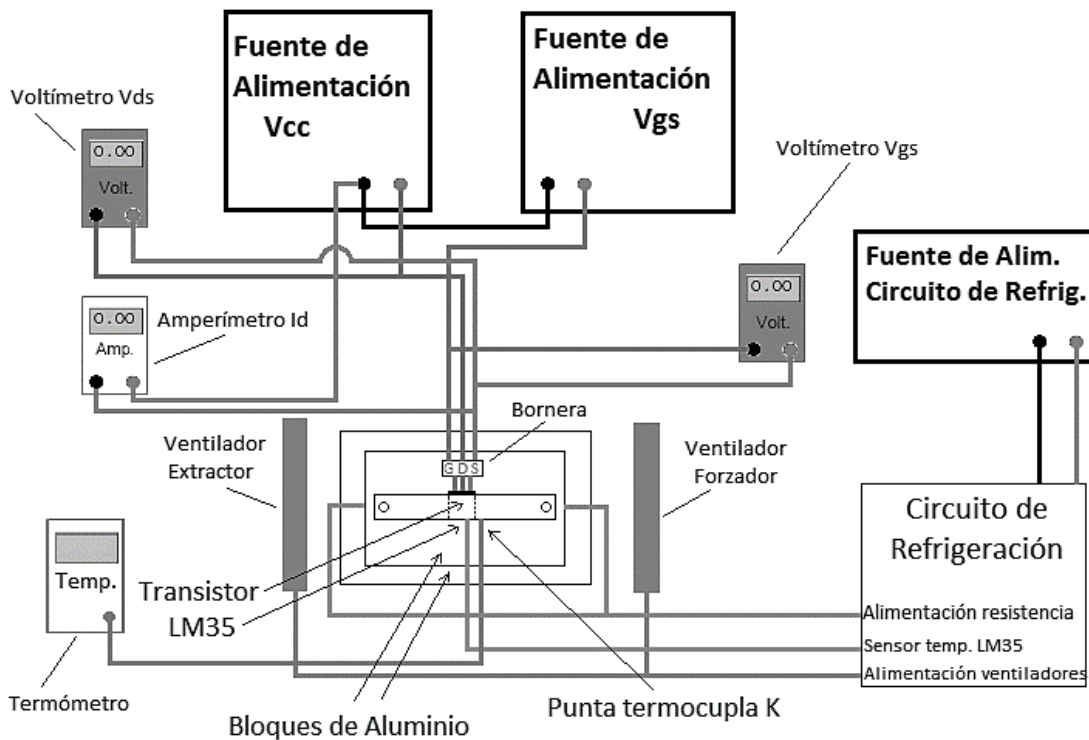 Fuente de
Alimentación
Vcc
Fuente de
Alimentación
Vgs
Voltímetro Vds
0.00
Volt.
Voltímetro Vgs
0.00
Volt.
Fuente de Alim.
Circuito de Refrig.
0.00
Amp.
Amperímetro Id
Bornera
Ventilador
Extractor
Ventilador
Forzador
G D S
Circuito de
Refrigeración
Temp.
Transistor
LM35
Alimentación resistencia
Sensor temp. LM35
Alimentación ventiladores
Termómetro
Bloques de Aluminio
Punta termocupla K